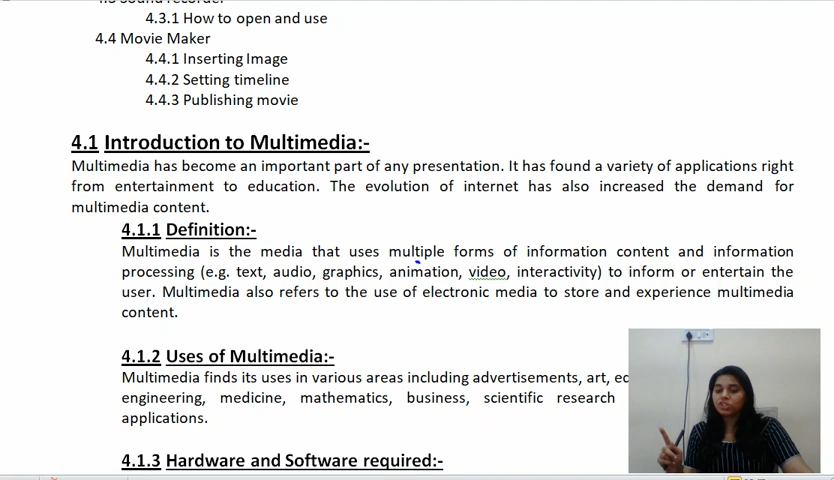 4.3.1 How to open and use
4.4 Movie Maker
4.4.1 Inserting Image
4.4.2 Setting timeline
4.4.3 Publishing movie
4.1 Introduction to Multimedia:-
Multimedia has become an important part of any presentation. It has found a variety of applications right
from entertainment to education. The evolution of internet has also increased the demand for
multimedia content.
4.1.1 Definition:-
Multimedia is the media that uses multiple forms of information content and information
processing (e.g. text, audio, graphics, animation, video, interactivity) to inform or entertain the
user. Multimedia also refers to the use of electronic media to store and experience multimedia
content.
4.1.2 Uses of Multimedia:-
Multimedia finds its uses in various areas including advertisements, art,
engineering, medicine, mathematics, business, scientific research
applications.
4.1.3 Hardware and Software required:-